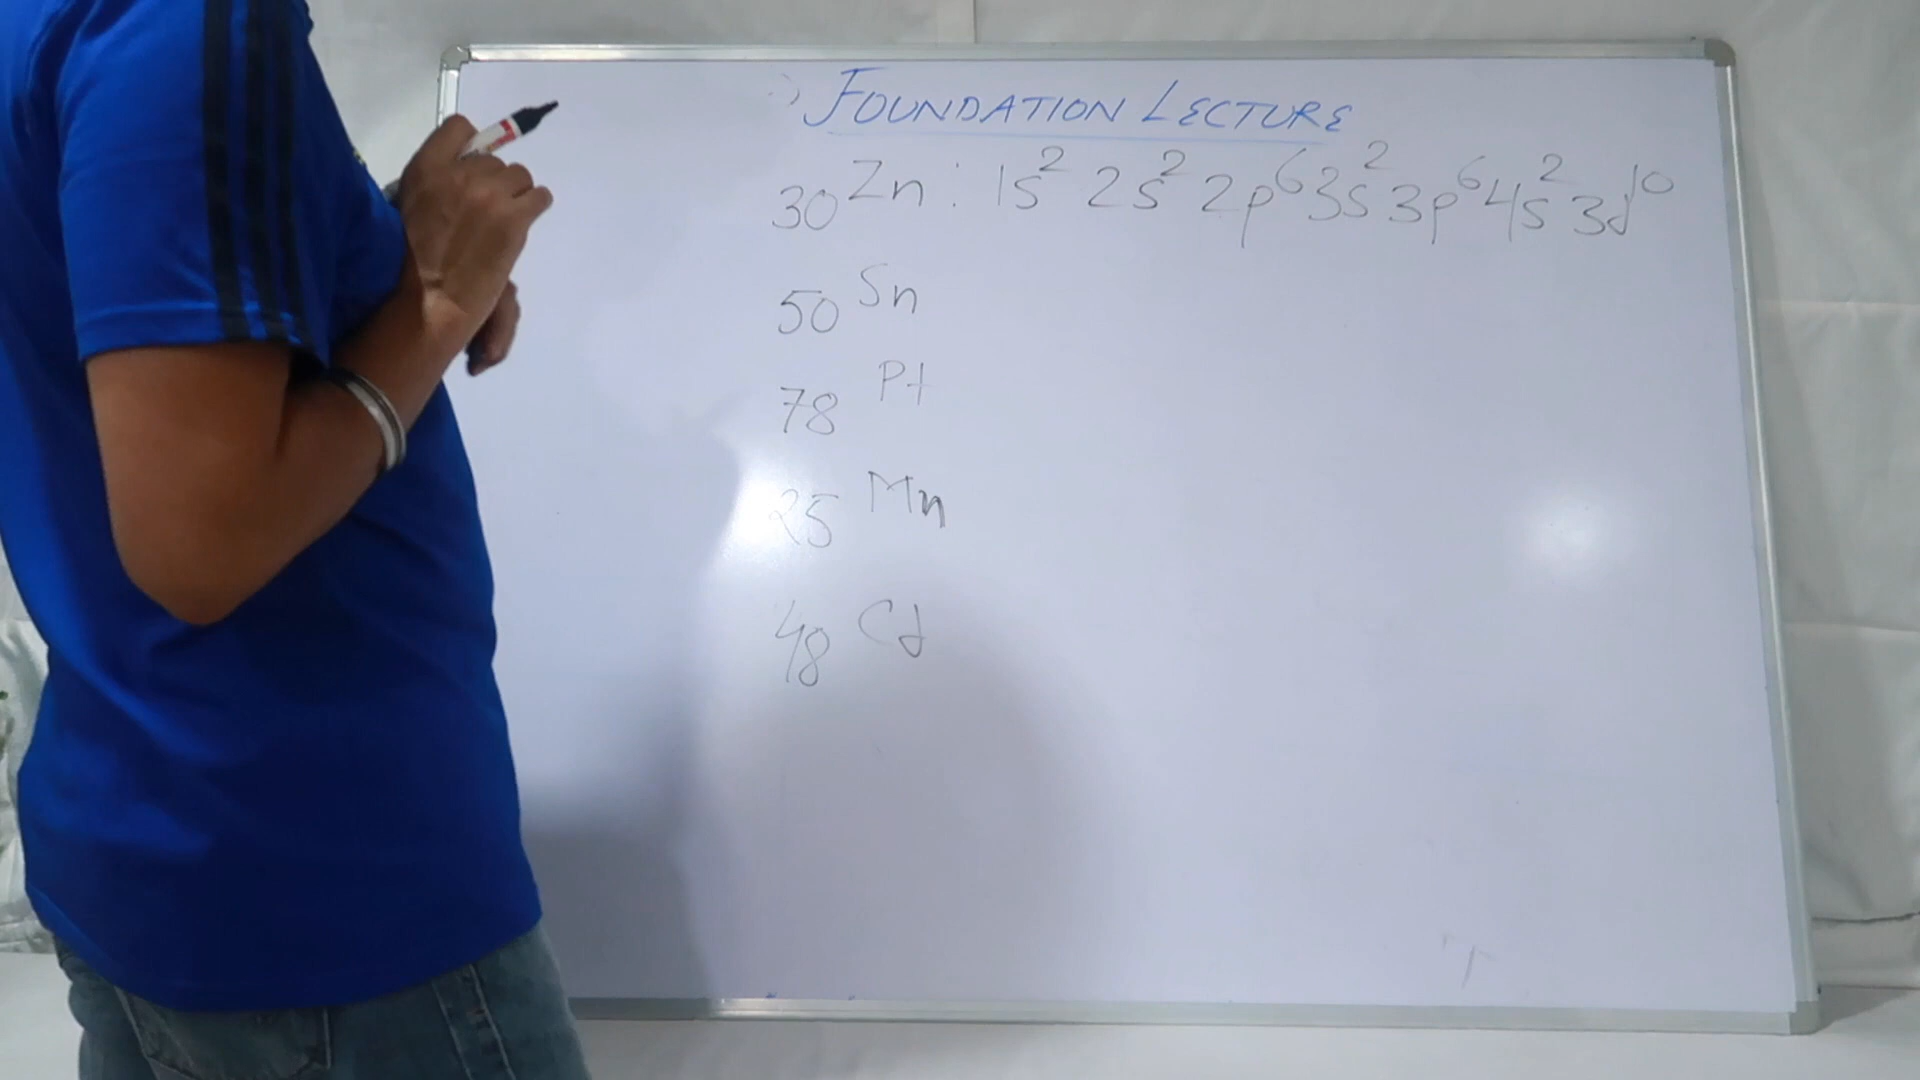 FOUNDATION LECTURE
30 Zn : 1s² 2s² 2p⁶ 3s² 3p⁶ 4s² 3d¹⁰
50 Sn
78 Pt
25 Mn
48 Cd